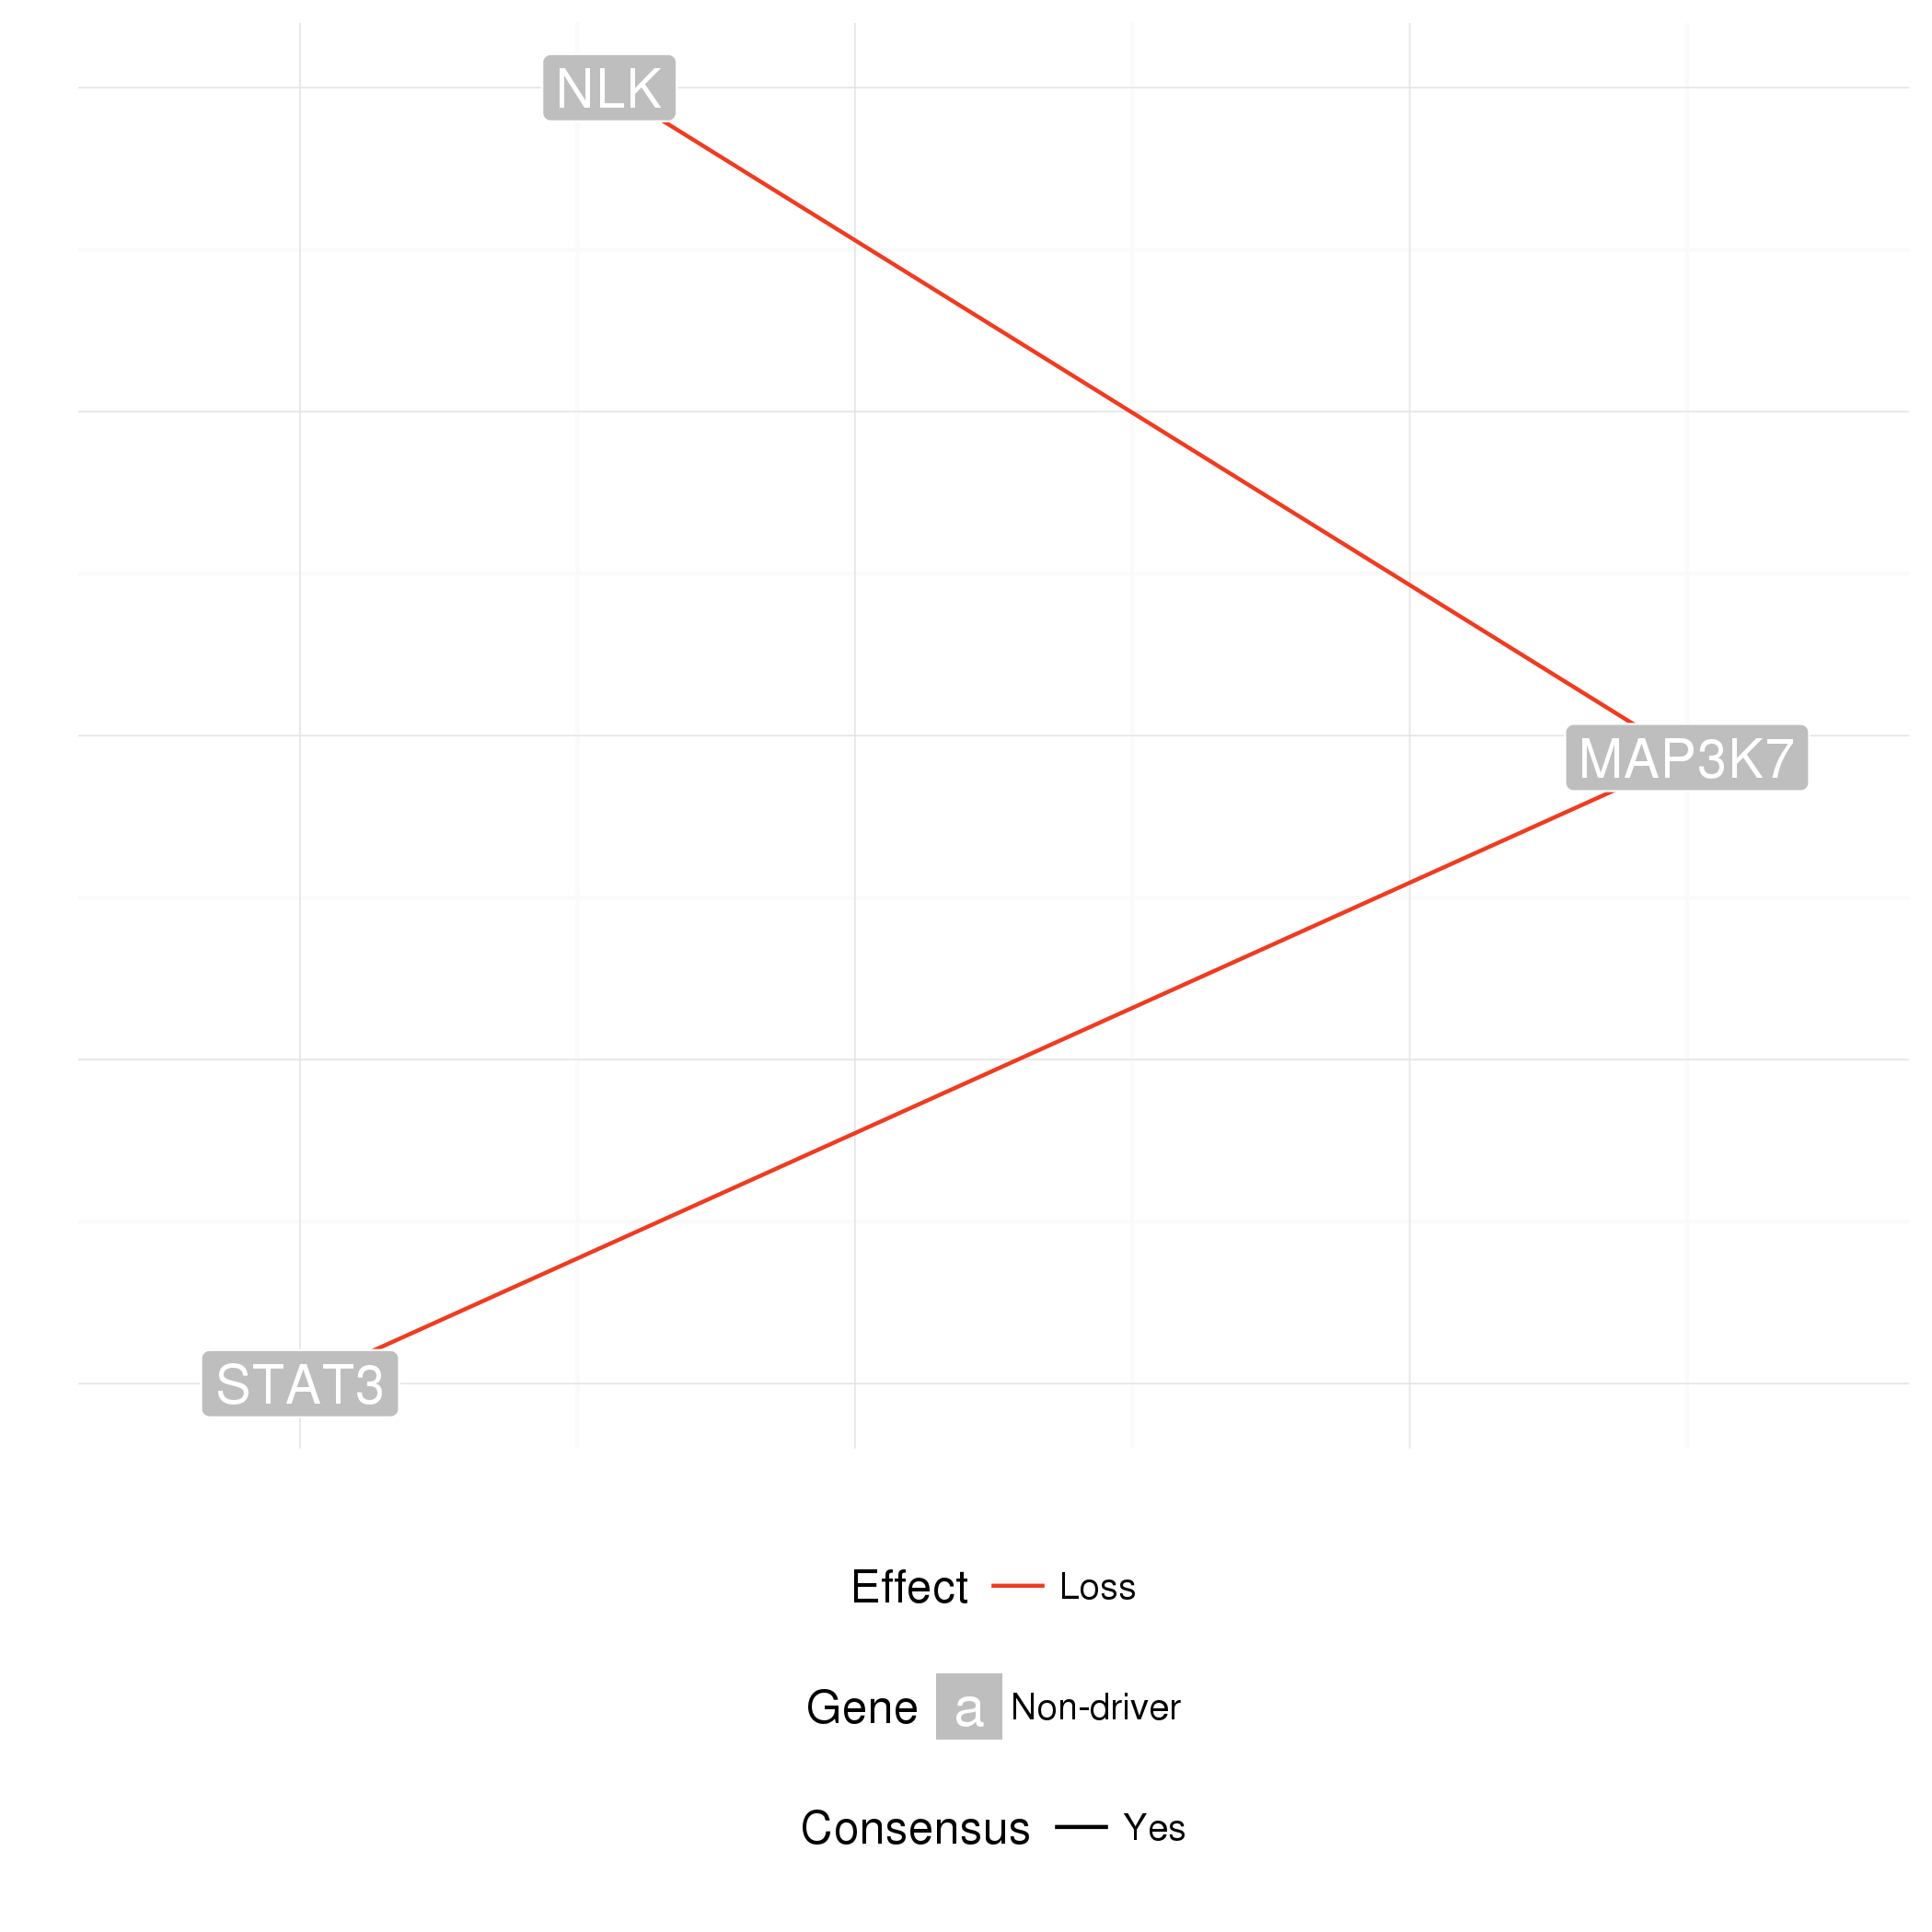 NLK
MAP3K7
STAT3
Effect Loss
Gene a Non-driver
Consensus Yes